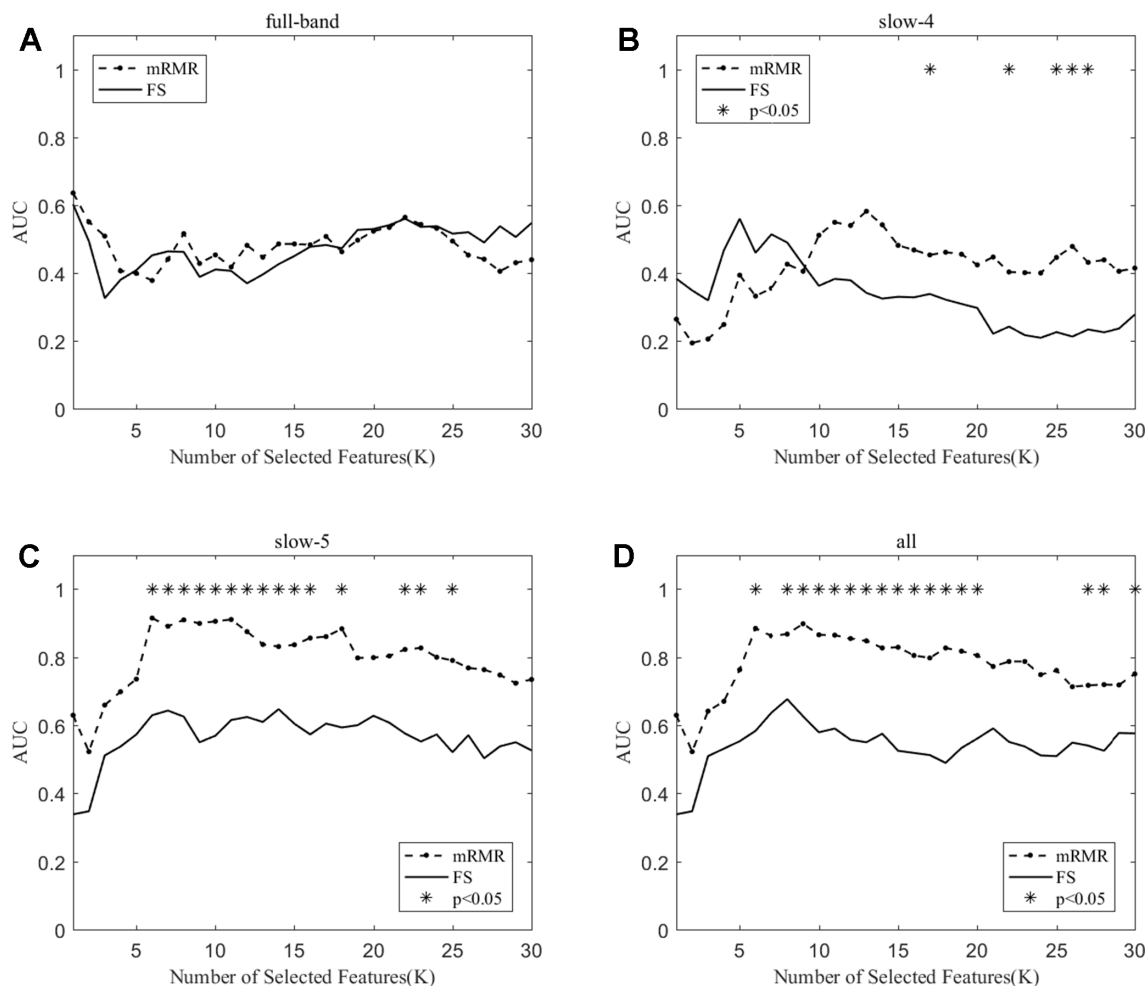 A
full-band
1
0.8
0.6
0.4
0.2
0
AUC
mRMR
FS
5 10 15 20 25 30
Number of Selected Features(K)
B
slow-4
1
0.8
0.6
0.4
0.2
0
AUC
mRMR
FS
p<0.05
5 10 15 20 25 30
Number of Selected Features(K)
C
slow-5
1
0.8
0.6
0.4
0.2
0
AUC
mRMR
FS
p<0.05
5 10 15 20 25 30
Number of Selected Features(K)
D
all
1
0.8
0.6
0.4
0.2
0
AUC
mRMR
FS
p<0.05
5 10 15 20 25 30
Number of Selected Features(K)